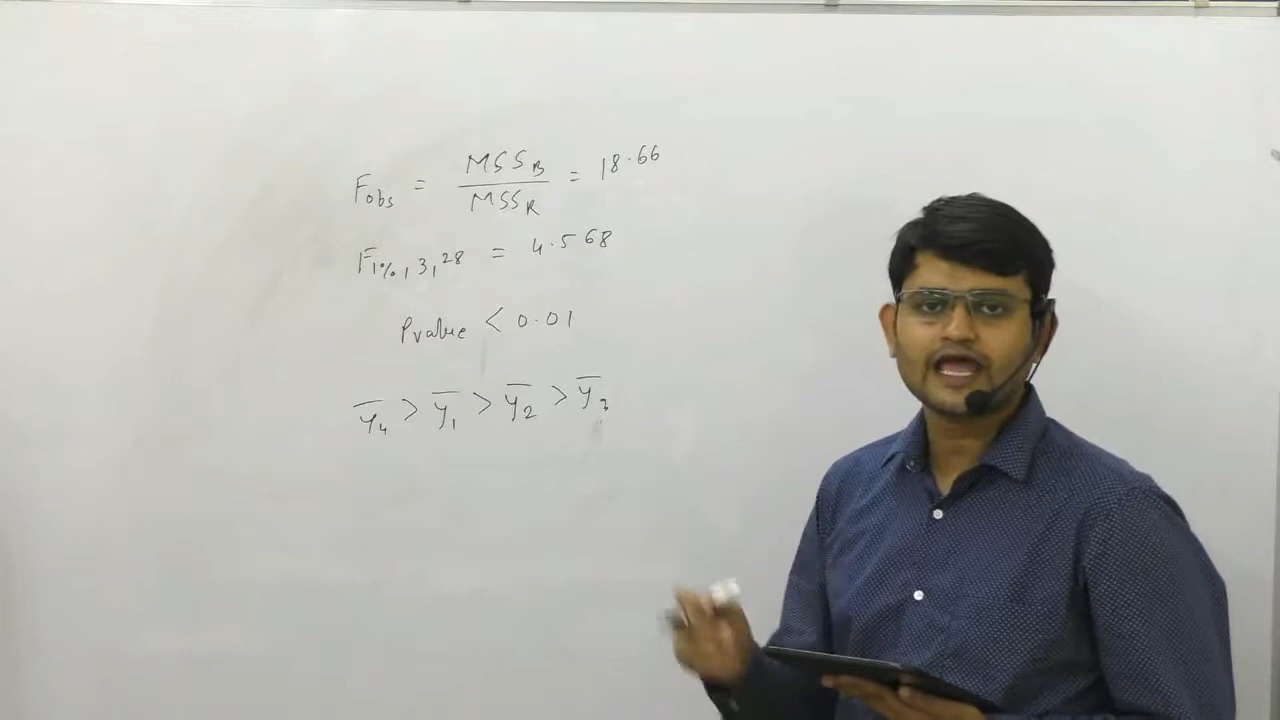 Fobs = MSSB / MSSR = 18.66
F1%, 3, 28 = 4.568
Pvalue < 0.01
ȳ4 > ȳ1 > ȳ2 > ȳ3